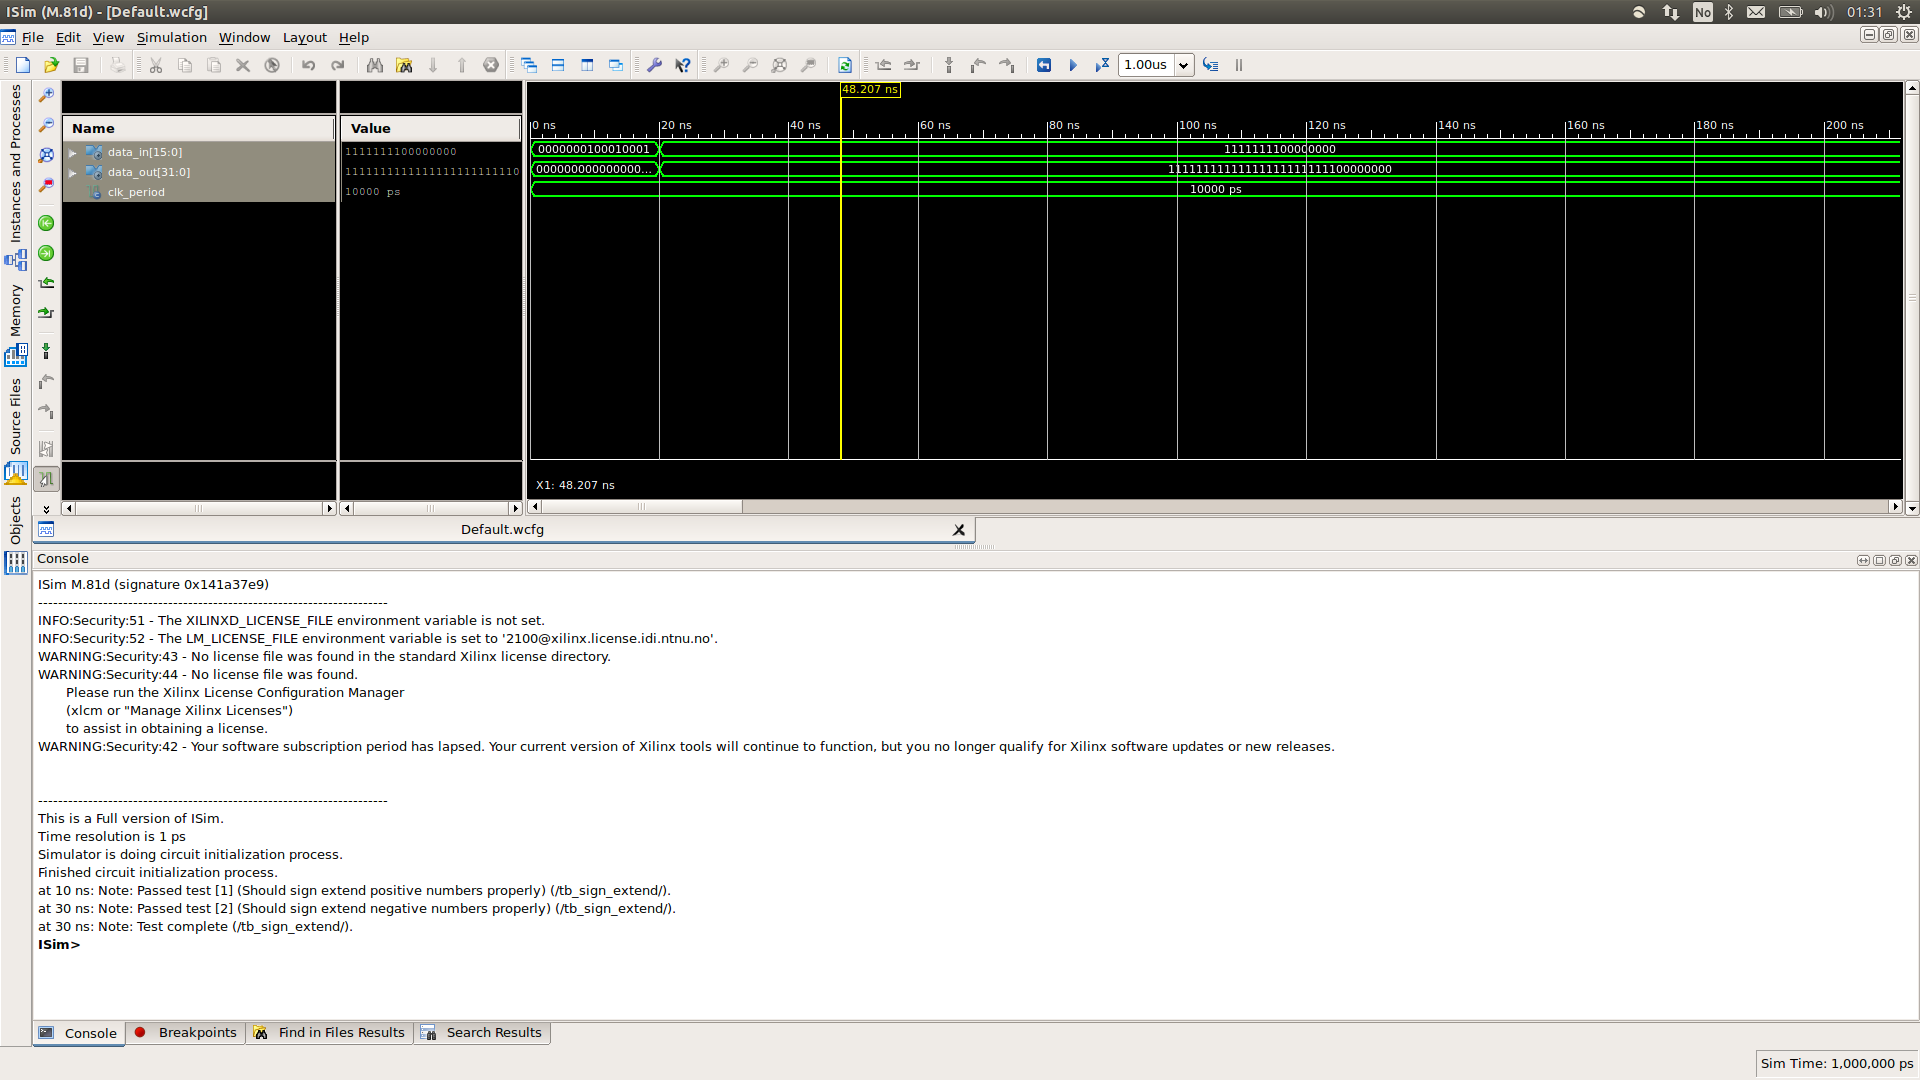 ISim (M.81d) - [Default.wcfg]
No
01:31
File Edit View Simulation Window Layout Help
1.00us
48.207 ns
Name
Value
0 ns 20 ns 40 ns 60 ns 80 ns 100 ns 120 ns 140 ns 160 ns 180 ns 200 ns
data_in[15:0] 1111111100000000 0000000100010001 1111111100000000
data_out[31:0] 000000000000000... 11111111111111111111111100000000
clk_period 10000 ps 10000 ps
X1: 48.207 ns
Instances and Processes
Memory
Source Files
Objects
Default.wcfg
Console
ISim M.81d (signature 0x141a37e9)
----------------------------------------------------------------------
INFO:Security:51 - The XILINXD_LICENSE_FILE environment variable is not set.
INFO:Security:52 - The LM_LICENSE_FILE environment variable is set to '2100@xilinx.license.idi.ntnu.no'.
WARNING:Security:43 - No license file was found in the standard Xilinx license directory.
WARNING:Security:44 - No license file was found.
Please run the Xilinx License Configuration Manager
(xlcm or "Manage Xilinx Licenses")
to assist in obtaining a license.
WARNING:Security:42 - Your software subscription period has lapsed. Your current version of Xilinx tools will continue to function, but you no longer qualify for Xilinx software updates or new releases.
----------------------------------------------------------------------
This is a Full version of ISim.
Time resolution is 1 ps
Simulator is doing circuit initialization process.
Finished circuit initialization process.
at 10 ns: Note: Passed test [1] (Should sign extend positive numbers properly) (/tb_sign_extend/).
at 30 ns: Note: Passed test [2] (Should sign extend negative numbers properly) (/tb_sign_extend/).
at 30 ns: Note: Test complete (/tb_sign_extend/).
ISim>
Console Breakpoints Find in Files Results Search Results
Sim Time: 1,000,000 ps